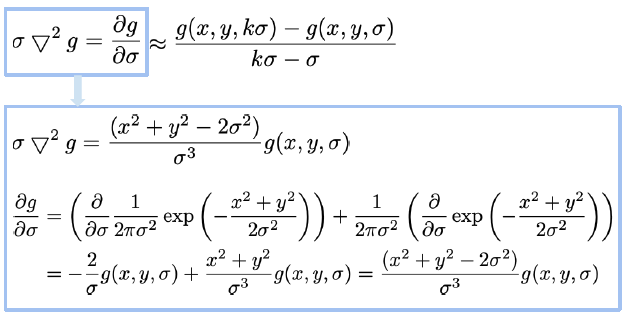 σ ▽² g = ∂g/∂σ ≈ (g(x, y, kσ) − g(x, y, σ))/(kσ − σ)
σ ▽² g = ((x² + y² − 2σ²)/σ³) g(x, y, σ)
∂g/∂σ = (∂/∂σ 1/(2πσ²) exp(−(x² + y²)/(2σ²))) + 1/(2πσ²) (∂/∂σ exp(−(x² + y²)/(2σ²)))
= −(2/σ) g(x, y, σ) + ((x² + y²)/σ³) g(x, y, σ) = ((x² + y² − 2σ²)/σ³) g(x, y, σ)